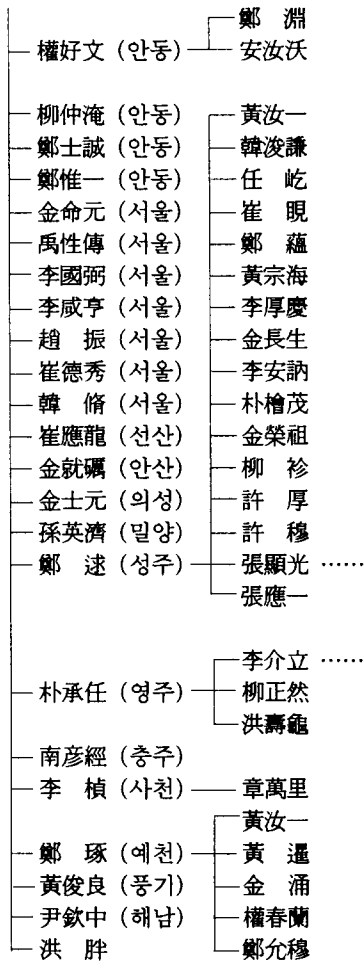 鄭 淵
權好文 (안동) 安汝沃
柳仲淹 (안동) 黃汝一
鄭士誠 (안동) 韓浚謙
鄭惟一 (안동) 任 屹
金命元 (서울) 崔 晛
禹性傳 (서울) 鄭 蘊
李國弼 (서울) 黃宗海
李咸亨 (서울) 李厚慶
趙 振 (서울) 金長生
崔德秀 (서울) 李安訥
韓 脩 (서울) 朴檜茂
崔應龍 (선산) 金榮祖
金就礪 (안산) 柳 袗
金士元 (의성) 許 厚
孫英濟 (밀양) 許 穆
鄭 逑 (성주) 張顯光 ……
張應一
李介立 ……
朴承任 (영주) 柳正然
洪壽龜
南彦經 (충주)
李 楨 (사천) 章萬里
黃汝一
鄭 琢 (예천) 黃 暹
黃俊良 (풍기) 金 涌
尹欽中 (해남) 權春蘭
洪 胖 鄭允穆